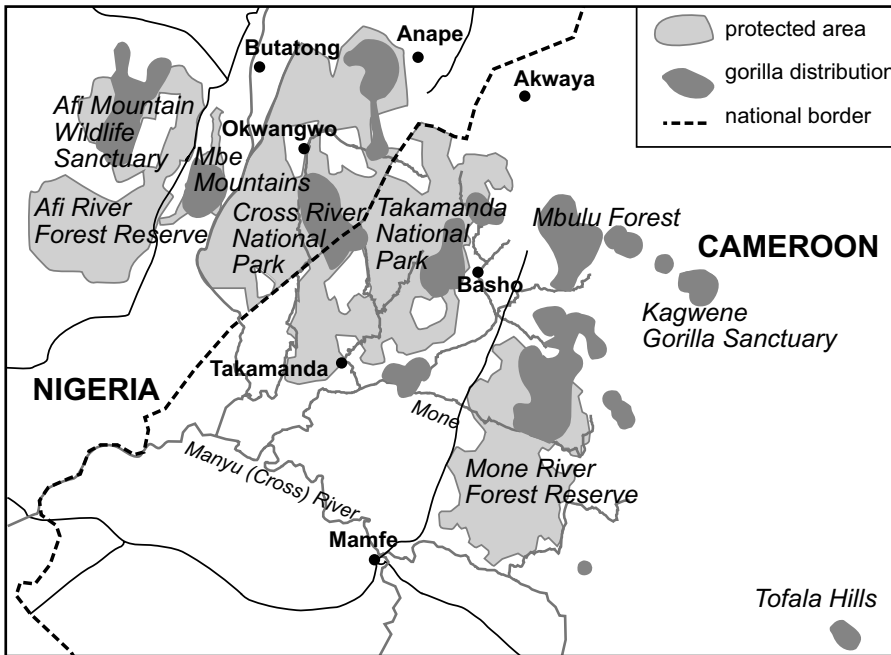 protected area
gorilla distribution
national border
Butatong
Anape
Akwaya
Afi Mountain
Wildlife
Sanctuary
Okwangwo
Mbe
Mountains
Afi River
Forest Reserve
Cross River
National
Park
Takamanda
National
Park
Mbulu Forest
CAMEROON
Basho
Kagwene
Gorilla Sanctuary
Takamanda
NIGERIA
Mone
Manyu (Cross) River
Mone River
Forest Reserve
Mamfe
Tofala Hills